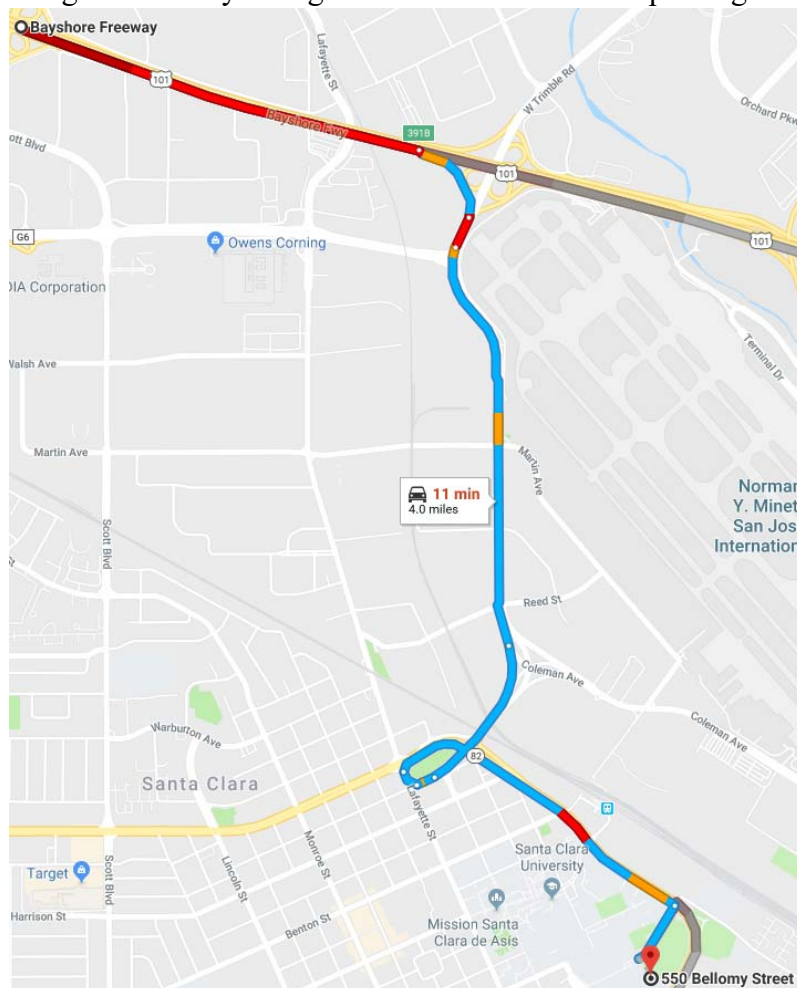 Bayshore Freeway
101
Lafayette St
W Trimble Rd
Orchard Pkw
ott Blvd
Bayshore Fwy
391B
101
G6
Owens Corning
101
DIA Corporation
Walsh Ave
Terminal Dr
Martin Ave
Martin Ave
11 min
4.0 miles
Norman
Y. Minet
San Jos
Internation
Scott Blvd
Reed St
Coleman Ave
Coleman Ave
Warburton Ave
82
Santa Clara
Lafayette St
Monroe St
Lincoln St
Target
Scott Blvd
Santa Clara
University
Harrison St
Benton St
Mission Santa
Clara de Asis
550 Bellomy Street